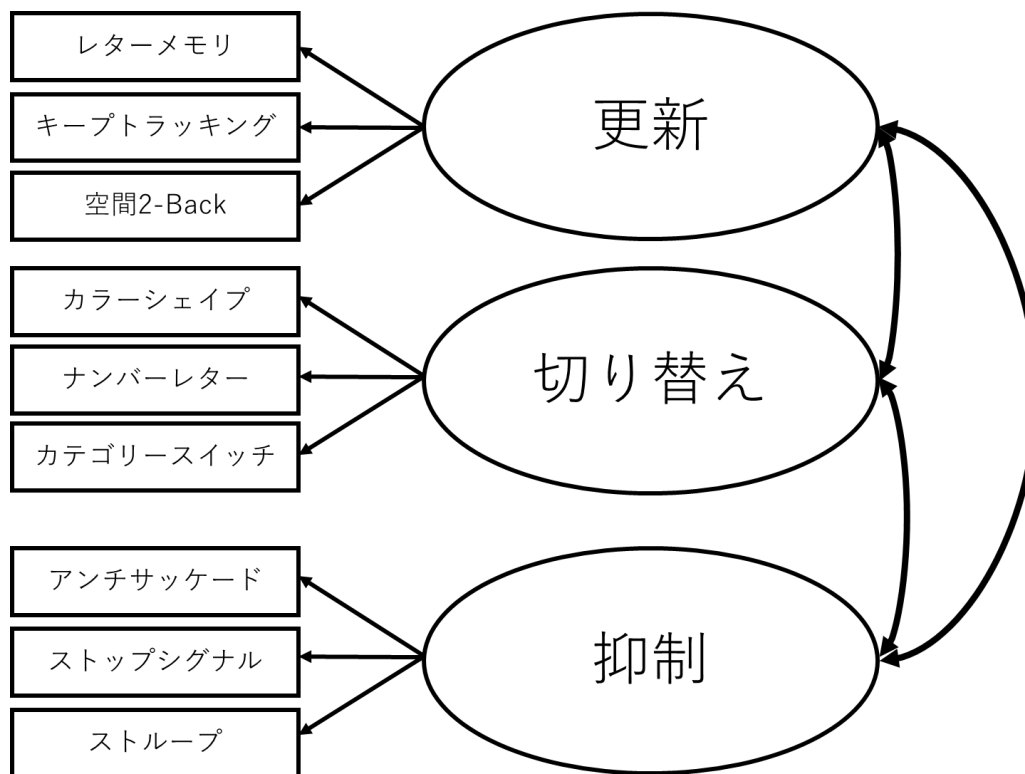 レターメモリ
キープトラッキング
空間2-Back
更新
カラーシェイプ
ナンバーレター
カテゴリースイッチ
切り替え
アンチサッケード
ストップシグナル
ストループ
抑制